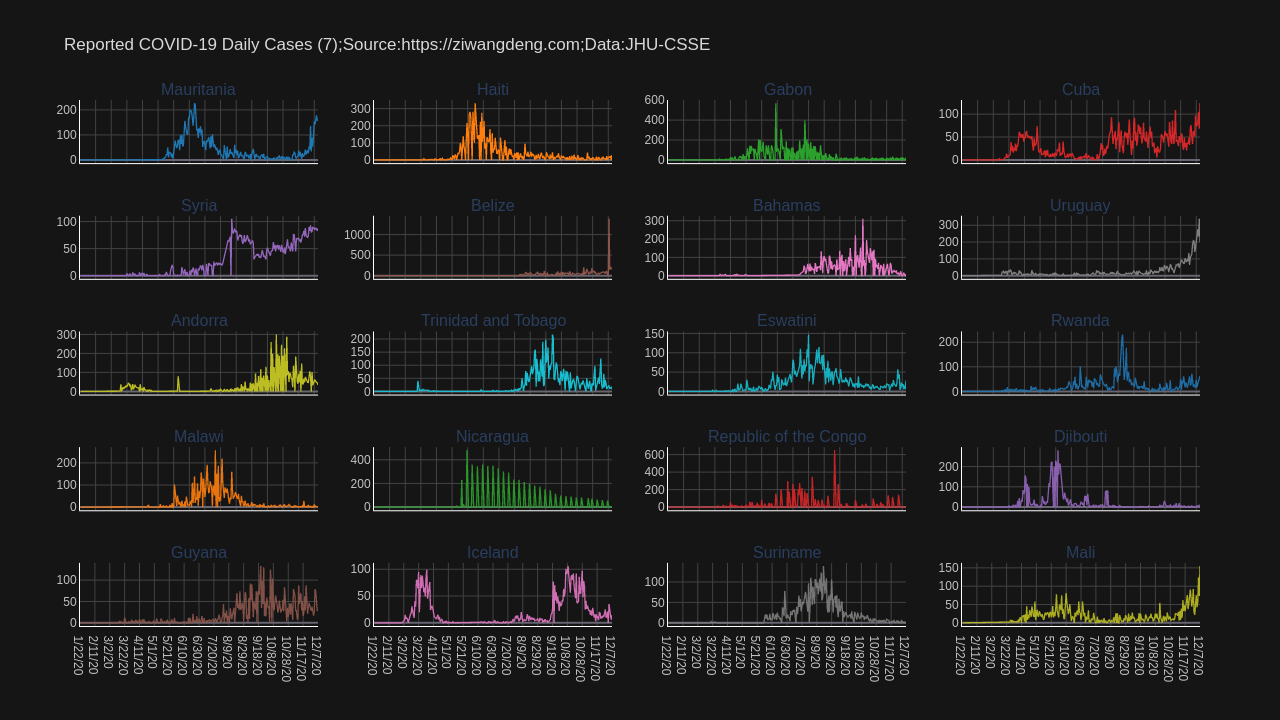 Reported COVID-19 Daily Cases (7);Source:https://ziwangdeng.com;Data:JHU-CSSE
Mauritania Haiti Gabon Cuba
200 100 0
300 200 100 0
600 400 200 0
100 50 0
Syria Belize Bahamas Uruguay
100 50 0
1000 500 0
300 200 100 0
300 200 100 0
Andorra Trinidad and Tobago Eswatini Rwanda
300 200 100 0
200 150 100 50 0
150 100 50 0
200 100 0
Malawi Nicaragua Republic of the Congo Djibouti
200 100 0
400 200 0
600 400 200 0
200 100 0
Guyana Iceland Suriname Mali
100 50 0
100 50 0
100 50 0
150 100 50 0
1/22/20 2/11/20 3/2/20 3/22/20 4/11/20 5/1/20 5/21/20 6/10/20 6/30/20 7/20/20 8/9/20 8/29/20 9/18/20 10/8/20 10/28/20 11/17/20 12/7/20
1/22/20 2/11/20 3/2/20 3/22/20 4/11/20 5/1/20 5/21/20 6/10/20 6/30/20 7/20/20 8/9/20 8/29/20 9/18/20 10/8/20 10/28/20 11/17/20 12/7/20
1/22/20 2/11/20 3/2/20 3/22/20 4/11/20 5/1/20 5/21/20 6/10/20 6/30/20 7/20/20 8/9/20 8/29/20 9/18/20 10/8/20 10/28/20 11/17/20 12/7/20
1/22/20 2/11/20 3/2/20 3/22/20 4/11/20 5/1/20 5/21/20 6/10/20 6/30/20 7/20/20 8/9/20 8/29/20 9/18/20 10/8/20 10/28/20 11/17/20 12/7/20